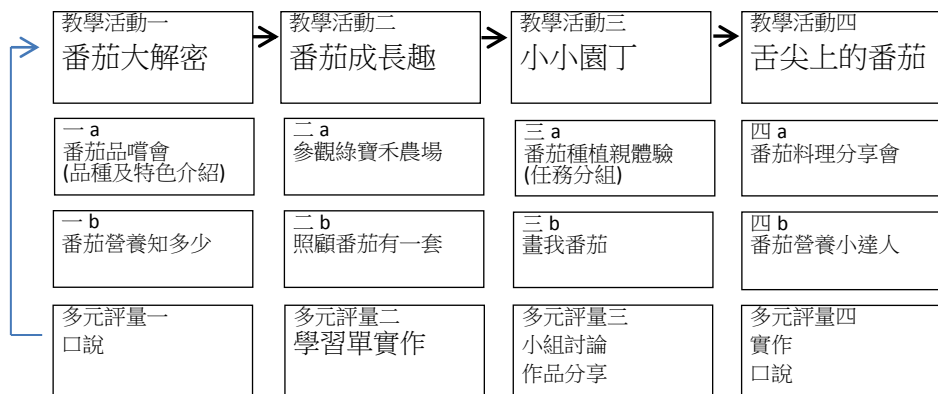 教學活動一
番茄大解密
教學活動二
番茄成長趣
教學活動三
小小園丁
教學活動四
舌尖上的番茄
一 a
番茄品嚐會
(品種及特色介紹)
二 a
參觀綠寶禾農場
三 a
番茄種植親體驗
(任務分組)
四 a
番茄料理分享會
一 b
番茄營養知多少
二 b
照顧番茄有一套
三 b
畫我番茄
四 b
番茄營養小達人
多元評量一
口說
多元評量二
學習單實作
多元評量三
小組討論
作品分享
多元評量四
實作
口說